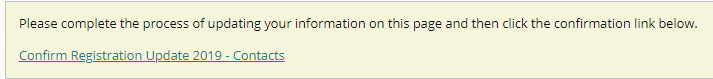 Please complete the process of updating your information on this page and then click the confirmation link below.
Confirm Registration Update 2019 - Contacts